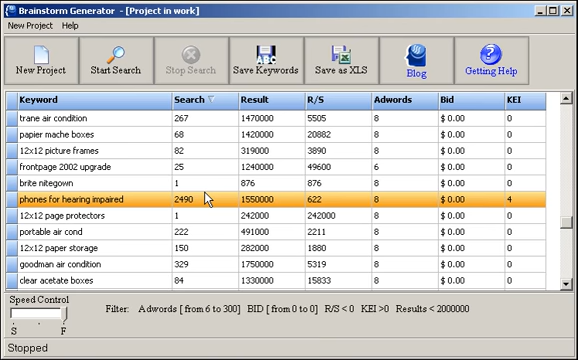 Brainstorm Generator - [Project in work]
New Project Help
New Project Start Search Stop Search Save Keywords Save as XLS Blog Getting Help
Keyword Search Result R/S Adwords Bid KEI
trane air condition 267 1470000 5505 8 $ 0.00 0
papier mache boxes 68 1420000 20882 8 $ 0.00 0
12x12 picture frames 82 319000 3890 8 $ 0.00 0
frontpage 2002 upgrade 25 1240000 49600 6 $ 0.00 0
brite nitegown 1 876 876 8 $ 0.00 0
phones for hearing impaired 2490 1550000 622 8 $ 0.00 4
12x12 page protectors 1 242000 242000 8 $ 0.00 0
portable air cond 222 491000 2211 8 $ 0.00 0
12x12 paper storage 150 282000 1880 8 $ 0.00 0
goodman air condition 329 1750000 5319 8 $ 0.00 0
clear acetate boxes 84 1330000 15833 8 $ 0.00 0
Speed Control
Filter: Adwords [ from 6 to 300] BID [ from 0 to 0] R/S < 0 KEI >0 Results < 2000000
S F
Stopped